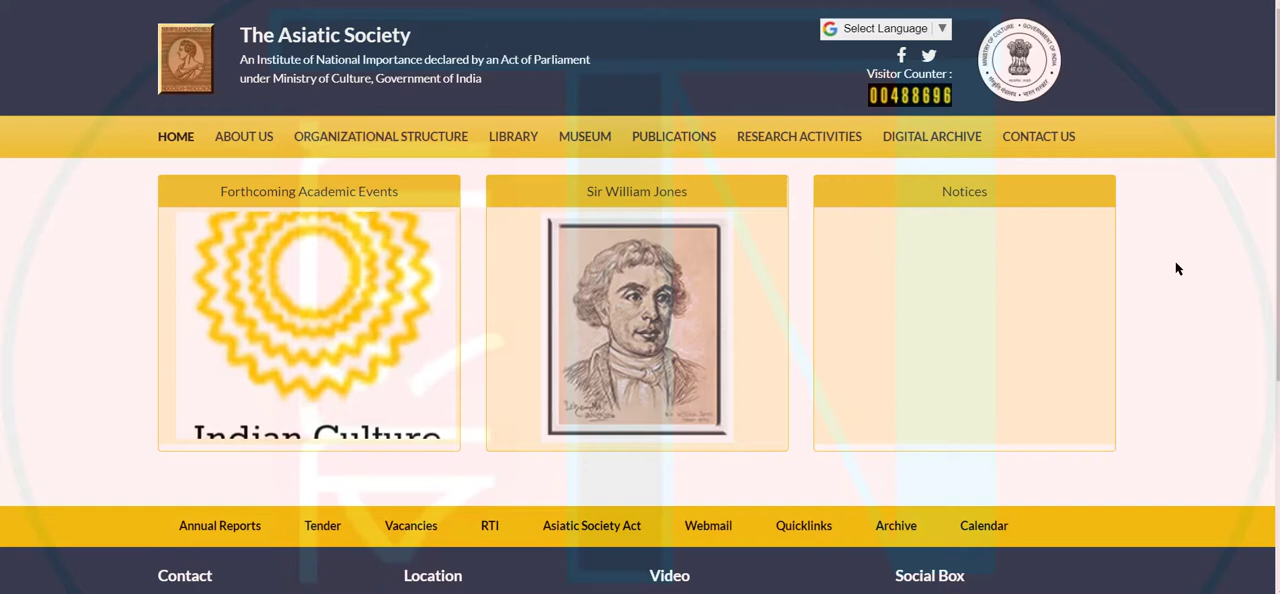 The Asiatic Society
An Institute of National Importance declared by an Act of Parliament
under Ministry of Culture, Government of India
Select Language
Visitor Counter :
00488696
HOME ABOUT US ORGANIZATIONAL STRUCTURE LIBRARY MUSEUM PUBLICATIONS RESEARCH ACTIVITIES DIGITAL ARCHIVE CONTACT US
Forthcoming Academic Events
Indian Culture
Sir William Jones
Notices
Annual Reports Tender Vacancies RTI Asiatic Society Act Webmail Quicklinks Archive Calendar
Contact Location Video Social Box